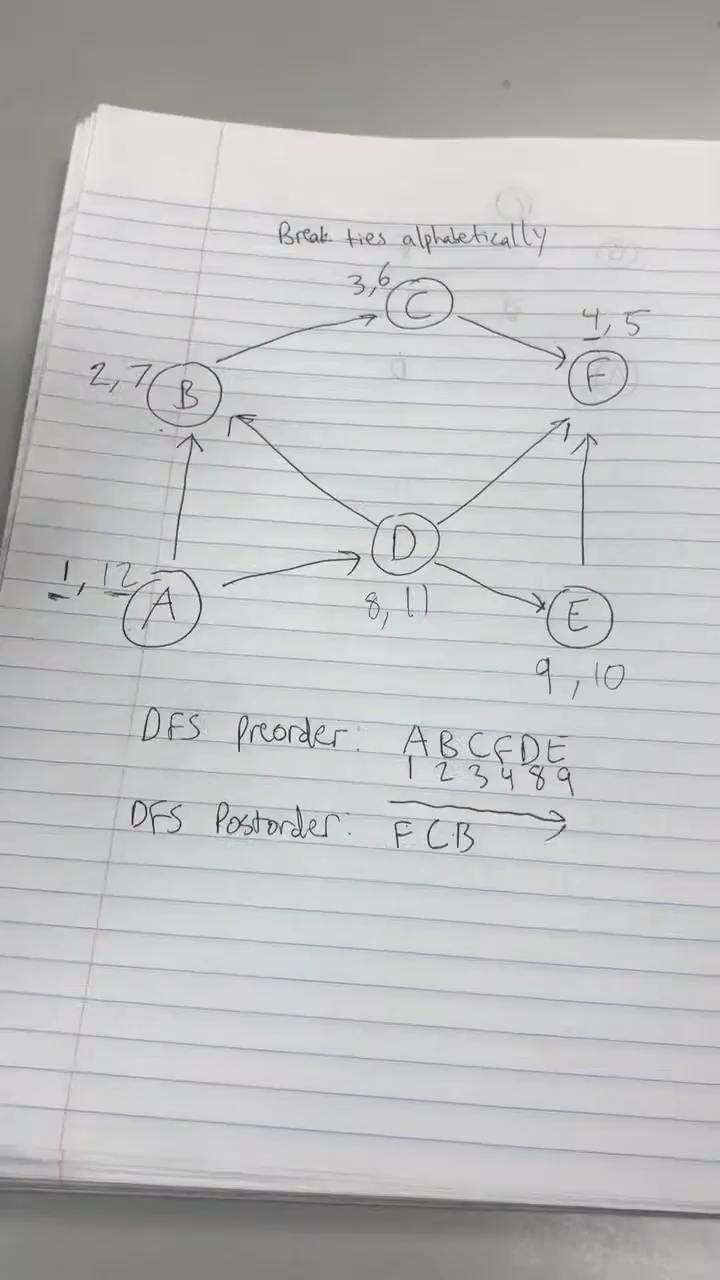 Break ties alphabetically
3,6
C
4, 5
F
2, 7
B
D
8, 11
1, 12
A
E
9, 10
DFS Preorder: A B C F D E
1 2 3 4 8 9
DFS Postorder: F C B